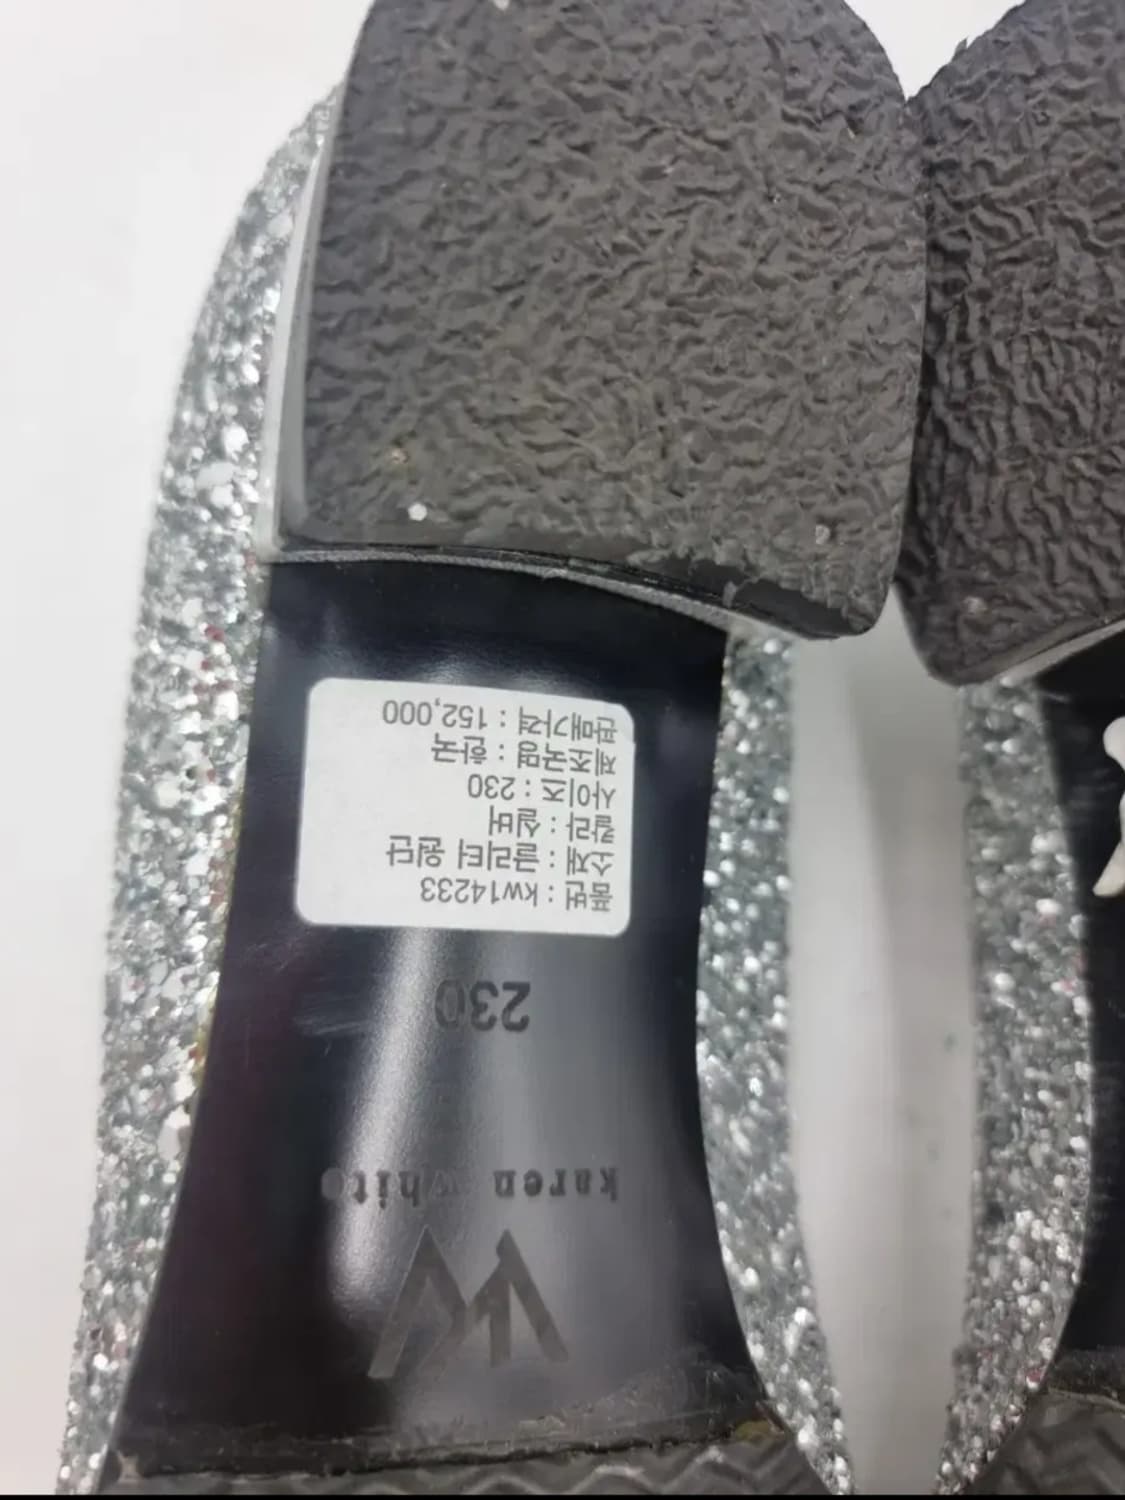 품번 : kw14233
소재 : 글리터 원단
칼라 : 실버
사이즈 : 230
제조국명 : 한국
판매가격 : 152,000
230
karen white